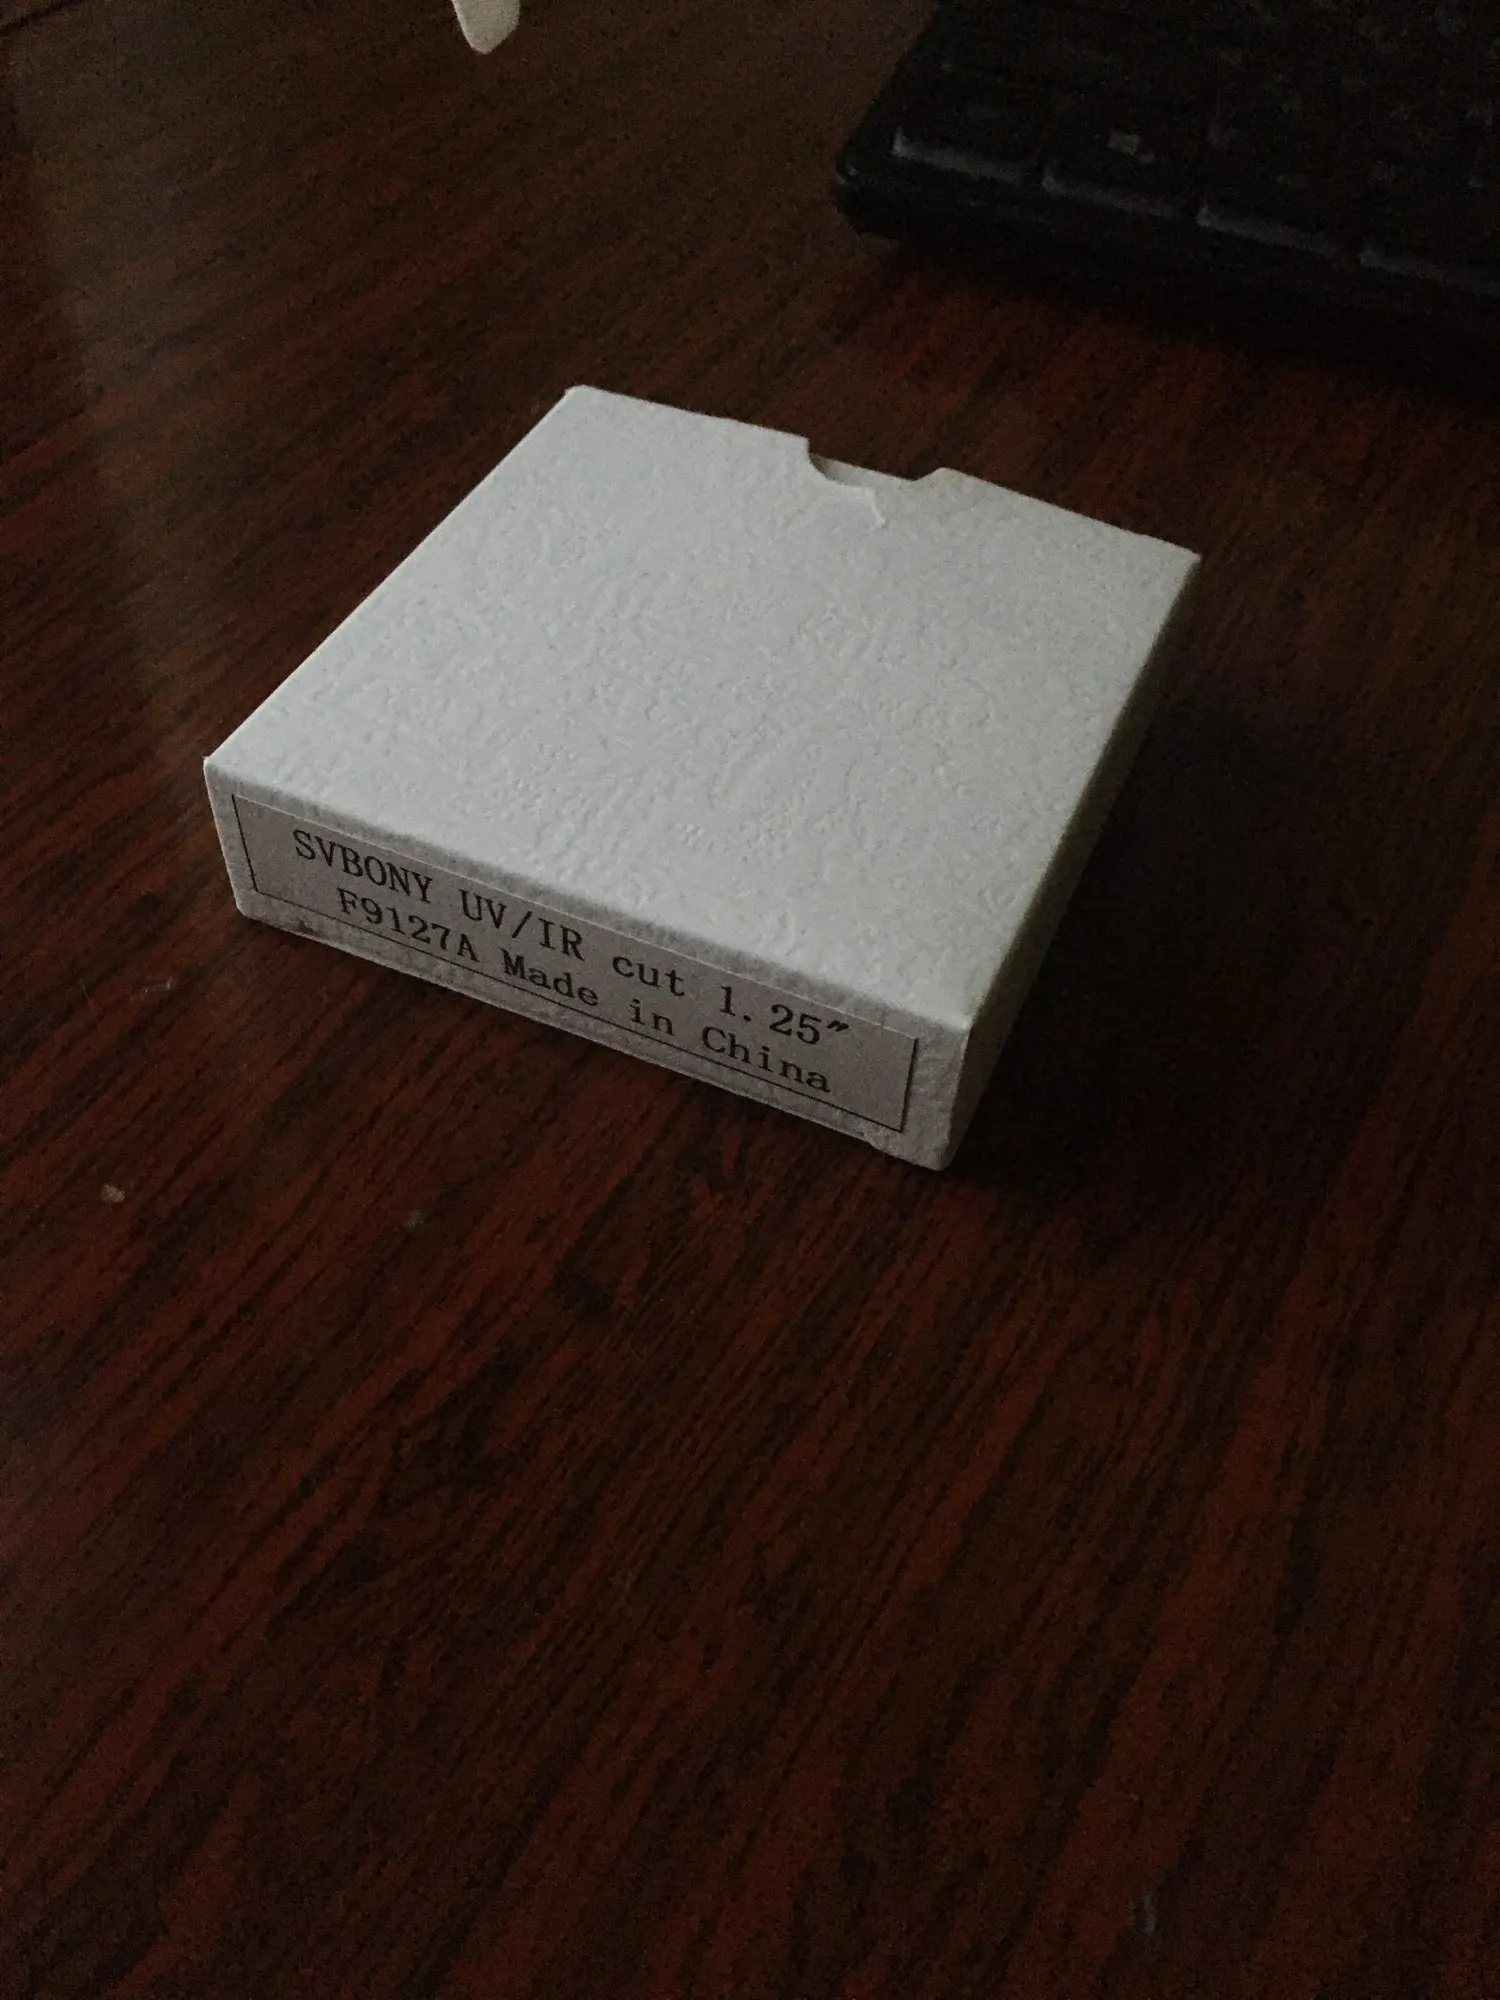 SVBONY UV/IR cut 1.25″
F9127A Made in China